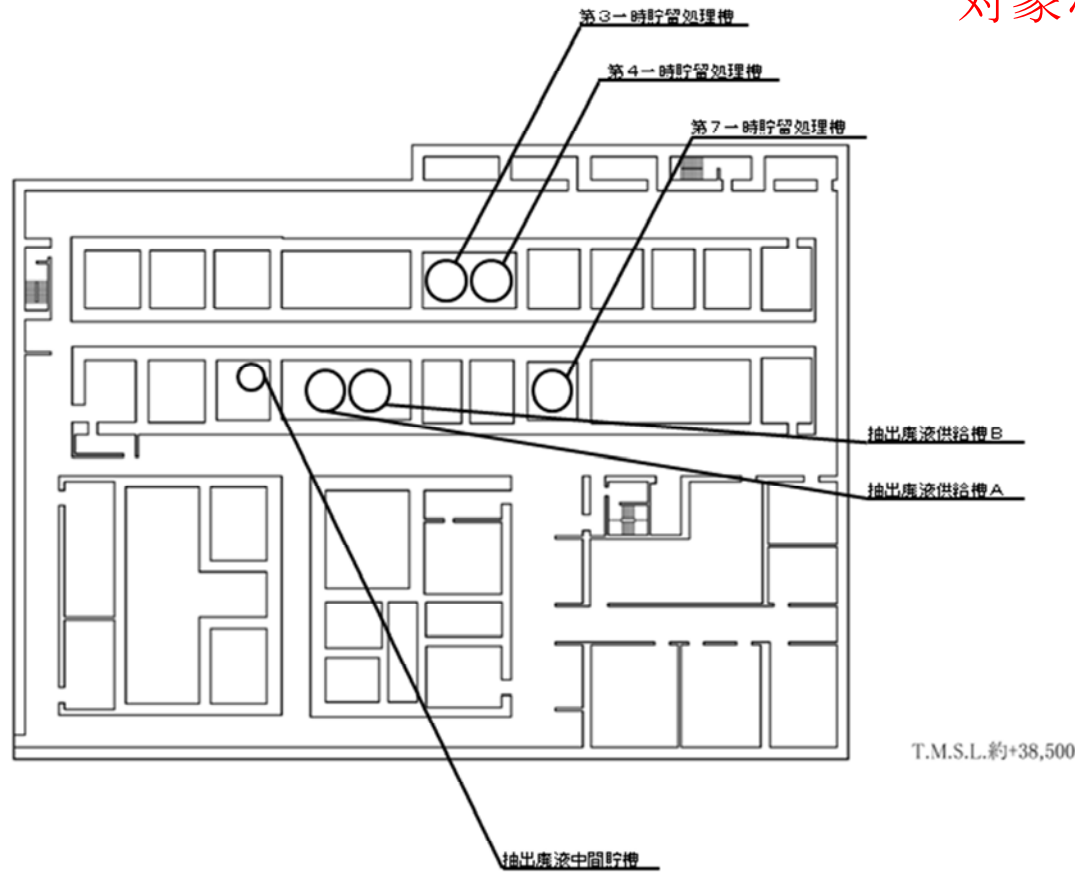 対象
第3一時貯留処理槽
第4一時貯留処理槽
第7一時貯留処理槽
抽出廃液供給槽B
抽出廃液供給槽A
T.M.S.L.約+38,500
抽出廃液中間貯槽